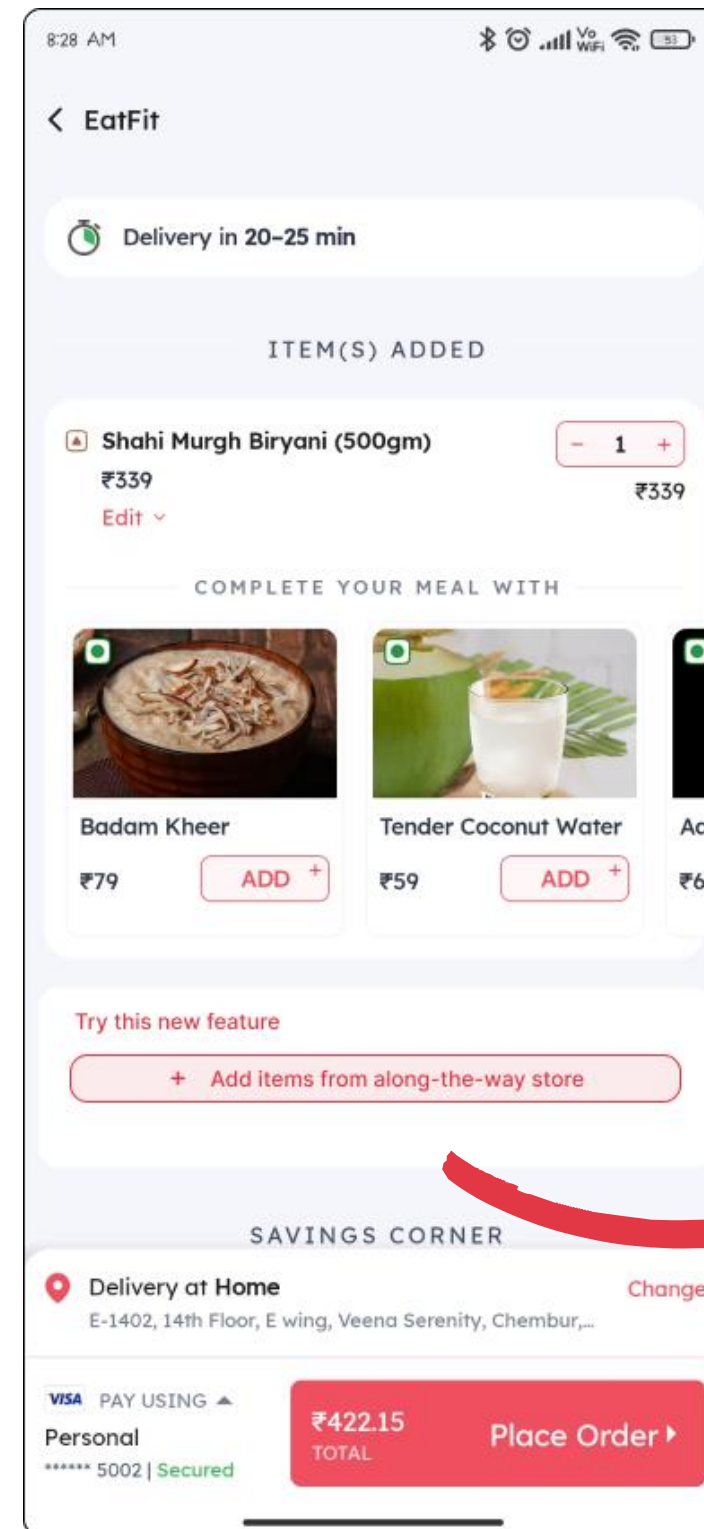 8:28 AM Vo WiFi 53
EatFit
Delivery in 20–25 min
ITEM(S) ADDED
Shahi Murgh Biryani (500gm) - 1 +
₹339 ₹339
Edit
COMPLETE YOUR MEAL WITH
Badam Kheer
₹79 ADD +
Tender Coconut Water
₹59 ADD +
Try this new feature
+ Add items from along-the-way store
SAVINGS CORNER
Delivery at Home Change
E-1402, 14th Floor, E wing, Veena Serenity, Chembur,...
VISA PAY USING
Personal
****** 5002 | Secured
₹422.15
TOTAL
Place Order